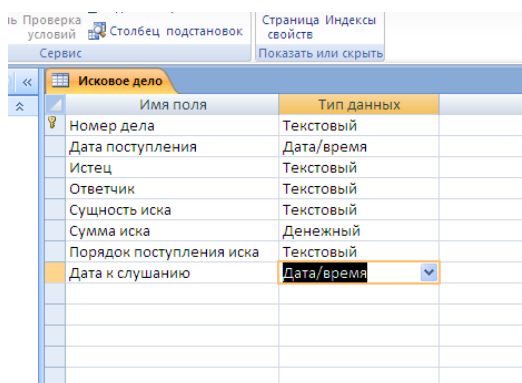 Проверка Страница Индексы
условий Столбец подстановок свойств
Сервис Показать или скрыть
« Исковое дело
Имя поля Тип данных
Номер дела Текстовый
Дата поступления Дата/время
Истец Текстовый
Ответчик Текстовый
Сущность иска Текстовый
Сумма иска Денежный
Порядок поступления иска Текстовый
Дата к слушанию Дата/время